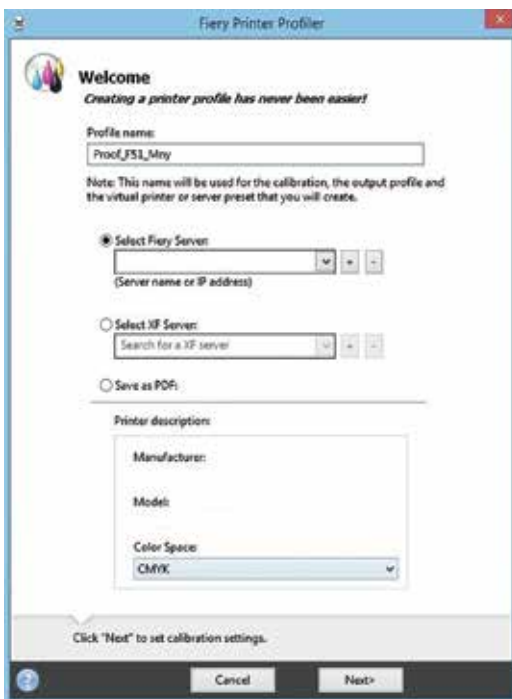 Fiery Printer Profiler
Welcome
Creating a printer profile has never been easier!
Profile name:
Proof_F51_Mny
Note: This name will be used for the calibration, the output profile and
the virtual printer or server preset that you will create.
Select Fiery Server:
+ -
(Server name or IP address)
Select XF Server:
Search for a XF server
+ -
Save as PDF:
Printer description:
Manufacturer:
Model:
Color Space:
CMYK
Click "Next" to set calibration settings.
? Cancel Next>